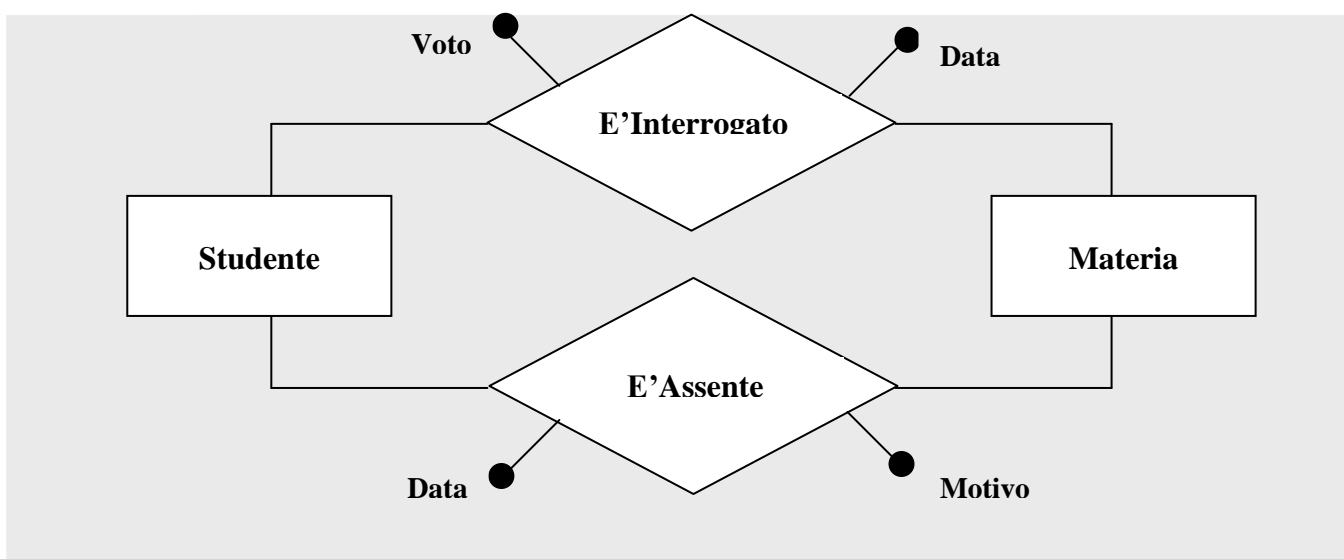 Voto
Data
E’Interrogato
Studente
Materia
E’Assente
Data
Motivo